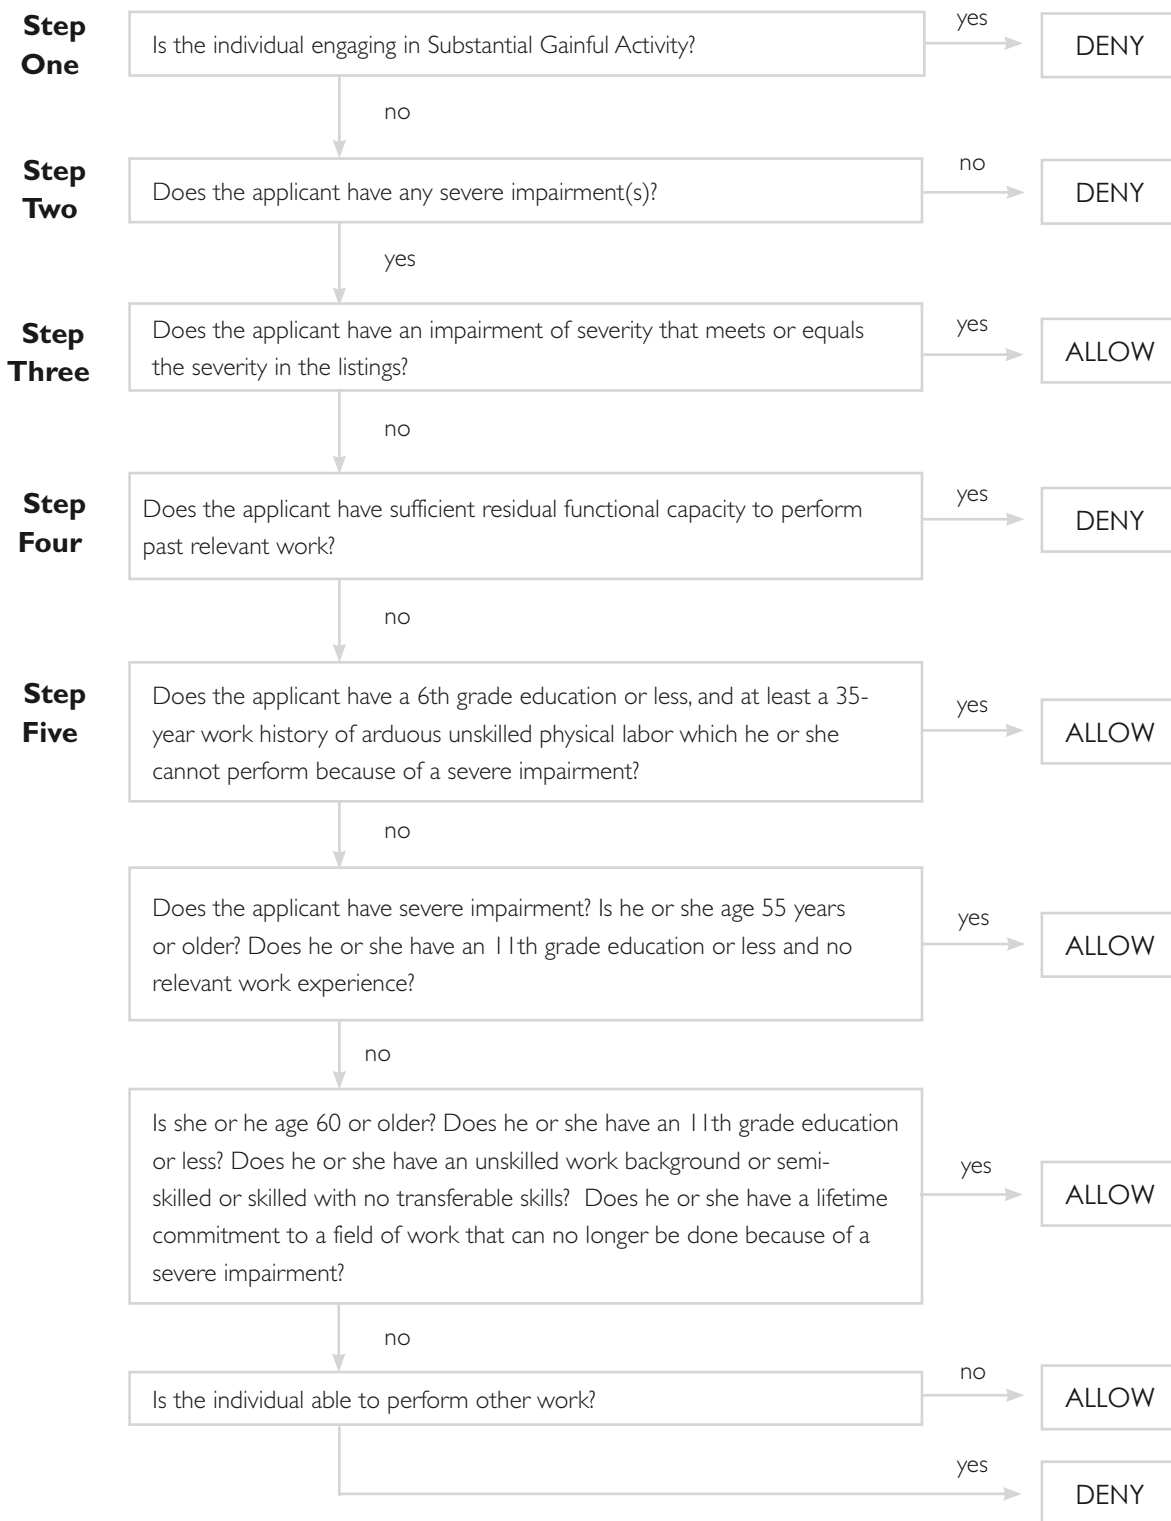 Step
One
Is the individual engaging in Substantial Gainful Activity?
yes
DENY
no
Step
Two
Does the applicant have any severe impairment(s)?
no
DENY
yes
Step
Three
Does the applicant have an impairment of severity that meets or equals
the severity in the listings?
yes
ALLOW
no
Step
Four
Does the applicant have sufficient residual functional capacity to perform
past relevant work?
yes
DENY
no
Step
Five
Does the applicant have a 6th grade education or less, and at least a 35-
year work history of arduous unskilled physical labor which he or she
cannot perform because of a severe impairment?
yes
ALLOW
no
Does the applicant have severe impairment? Is he or she age 55 years
or older? Does he or she have an 11th grade education or less and no
relevant work experience?
yes
ALLOW
no
Is she or he age 60 or older? Does he or she have an 11th grade education
or less? Does he or she have an unskilled work background or semi-
skilled or skilled with no transferable skills? Does he or she have a lifetime
commitment to a field of work that can no longer be done because of a
severe impairment?
yes
ALLOW
no
Is the individual able to perform other work?
no
ALLOW
yes
DENY